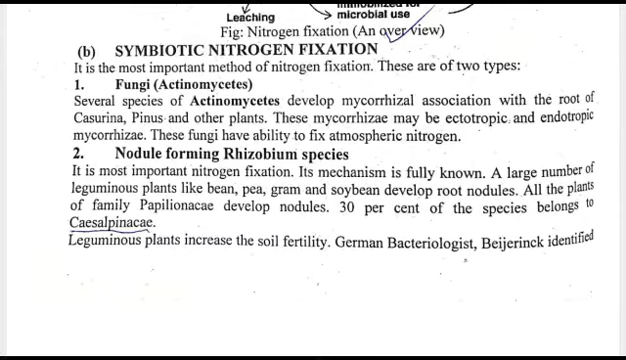 Leaching
microbial use
Fig: Nitrogen fixation (An over view)
(b) SYMBIOTIC NITROGEN FIXATION
It is the most important method of nitrogen fixation. These are of two types:
1. Fungi (Actinomycetes)
Several species of Actinomycetes develop mycorrhizal association with the root of
Casurina, Pinus and other plants. These mycorrhizae may be ectotropic and endotropic
mycorrhizae. These fungi have ability to fix atmospheric nitrogen.
2. Nodule forming Rhizobium species
It is most important nitrogen fixation. Its mechanism is fully known. A large number of
leguminous plants like bean, pea, gram and soybean develop root nodules. All the plants
of family Papilionacae develop nodules. 30 per cent of the species belongs to
Caesalpinacae.
Leguminous plants increase the soil fertility. German Bacteriologist, Beijerinck identified